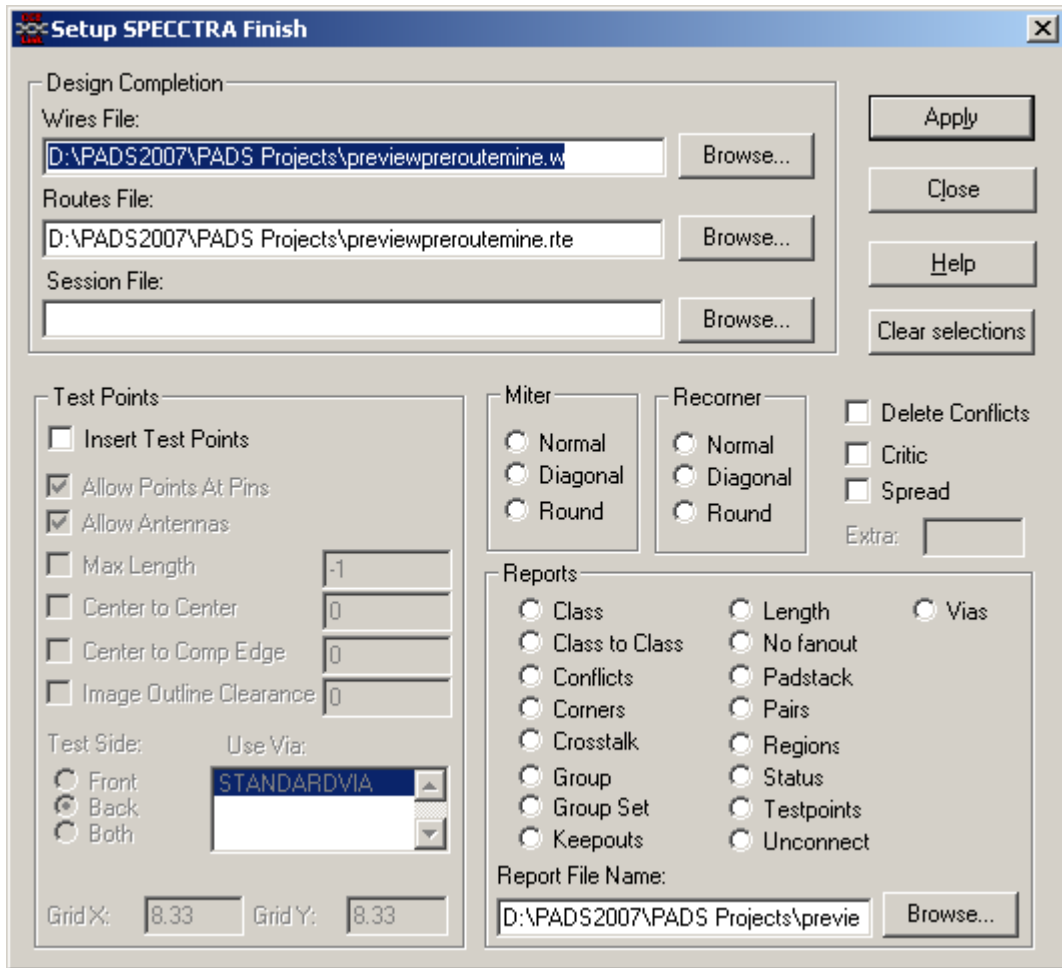 Setup SPECCTRA Finish
Design Completion
Wires File:
D:\PADS2007\PADS Projects\previewpreroutemine.w
Browse...
Routes File:
D:\PADS2007\PADS Projects\previewpreroutemine.rte
Browse...
Session File:
Browse...
Apply
Close
Help
Clear selections
Test Points
Insert Test Points
Allow Points At Pins
Allow Antennas
Max Length
-1
Center to Center
0
Center to Comp Edge
0
Image Outline Clearance
0
Test Side:
Front
Back
Both
Use Via:
STANDARDVIA
Grid X:
8.33
Grid Y:
8.33
Miter
Normal
Diagonal
Round
Recorner
Normal
Diagonal
Round
Delete Conflicts
Critic
Spread
Extra:
Reports
Class
Class to Class
Conflicts
Corners
Crosstalk
Group
Group Set
Keepouts
Length
No fanout
Padstack
Pairs
Regions
Status
Testpoints
Unconnect
Vias
Report File Name:
D:\PADS2007\PADS Projects\previe
Browse...